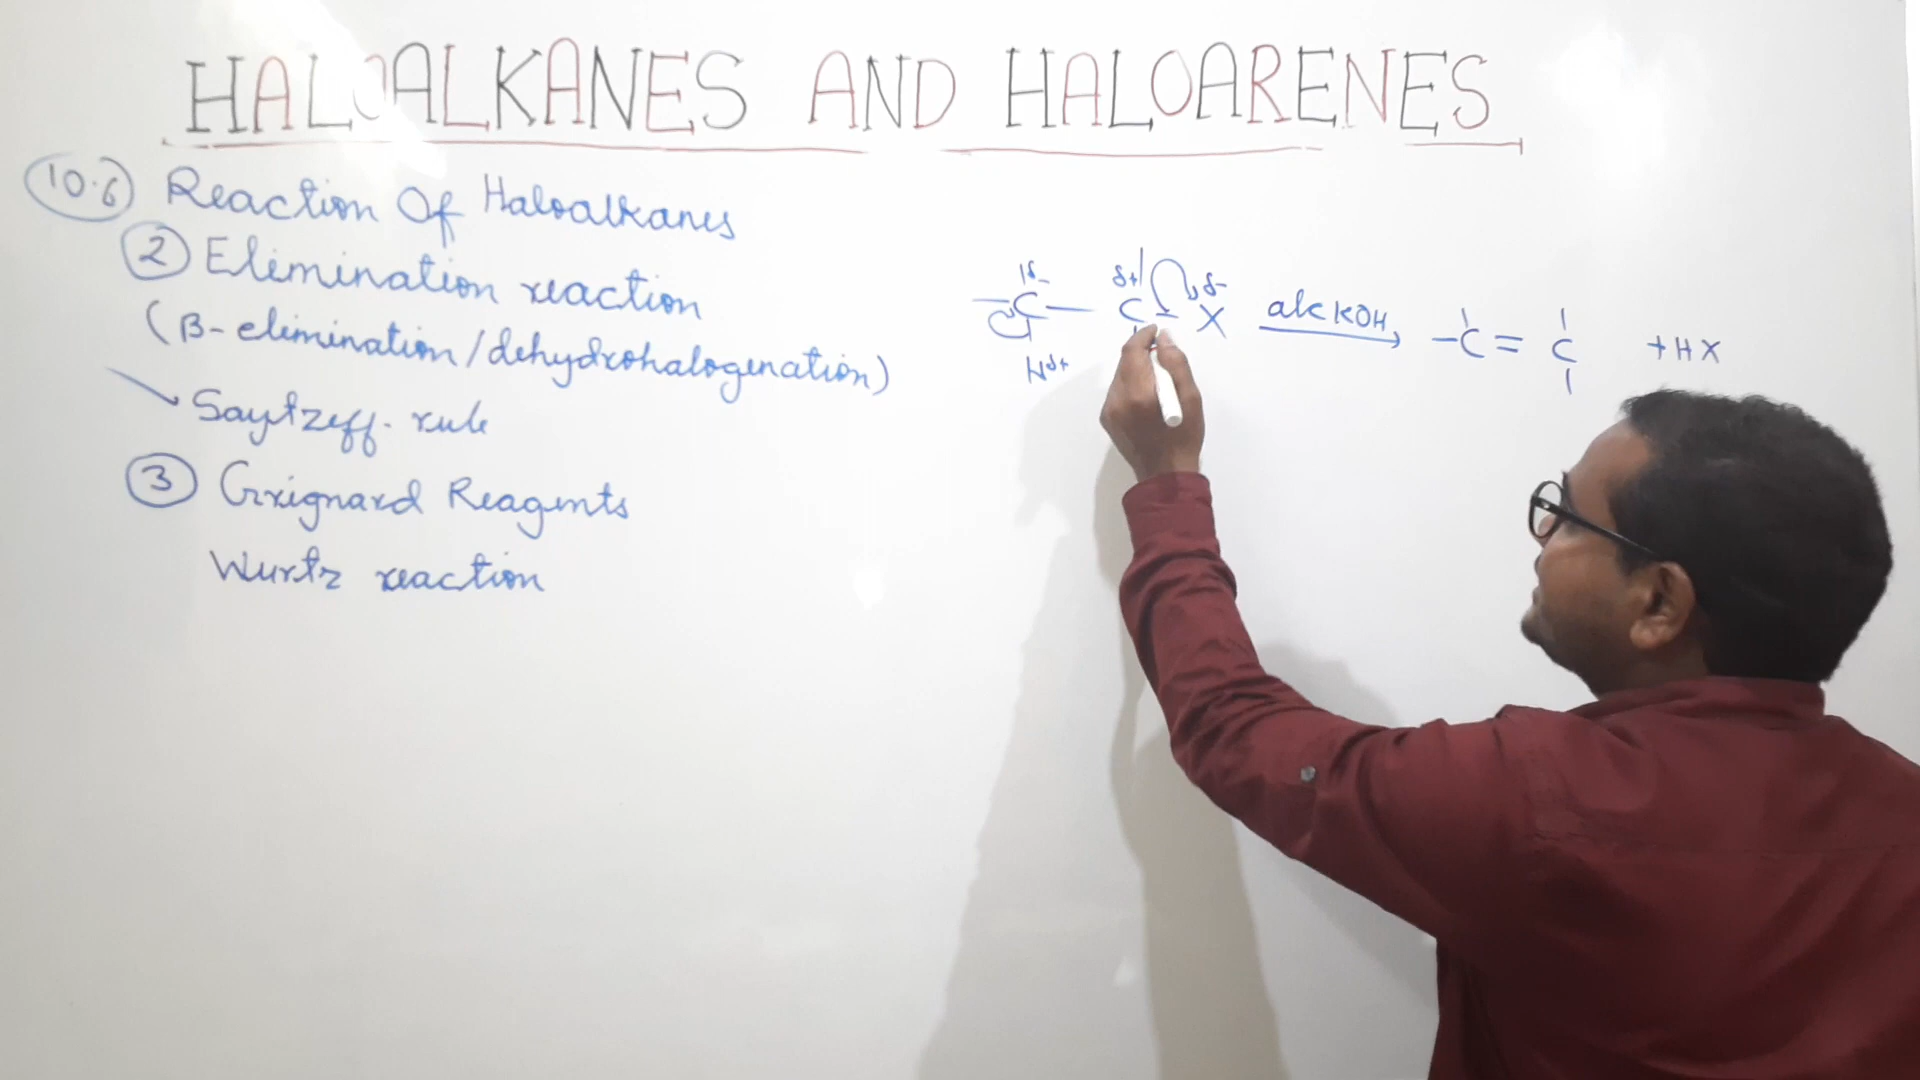 HALOALKANES AND HALOARENES
10.6 Reaction Of Haloalkanes
2 Elimination reaction
(β-elimination/dehydrohalogenation)
Saytzeff. rule
3 Grignard Reagents
Wurtz reaction
δ- δ+ δ-
C — C - X alc KOH → - C = C + HX
Hδ+